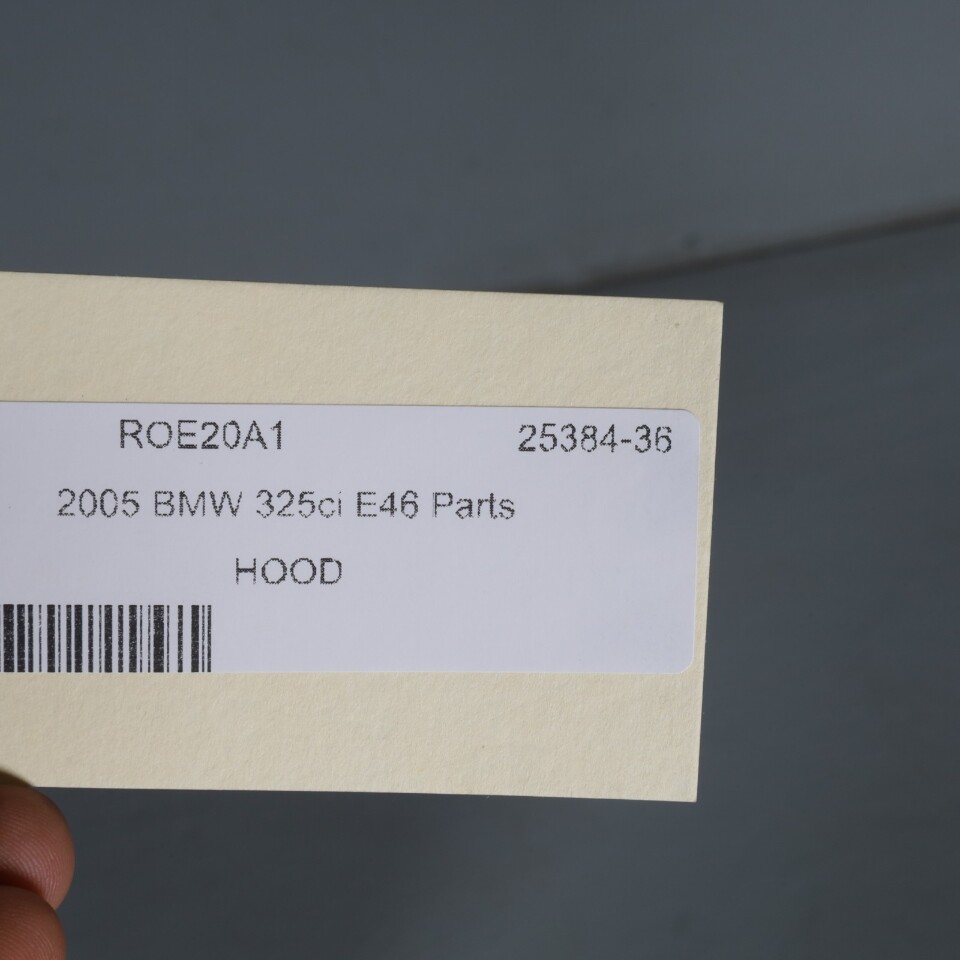 ROE20A1 25384-36
2005 BMW 325ci E46 Parts
HOOD